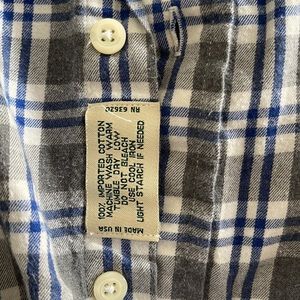 RN 63620
100% IMPORTED COTTON
MACHINE WASH WARM
TUMBLE DRY LOW
DO NOT BLEACH
USE COOL IRON
LIGHT STARCH IF NEEDED
MADE IN USA